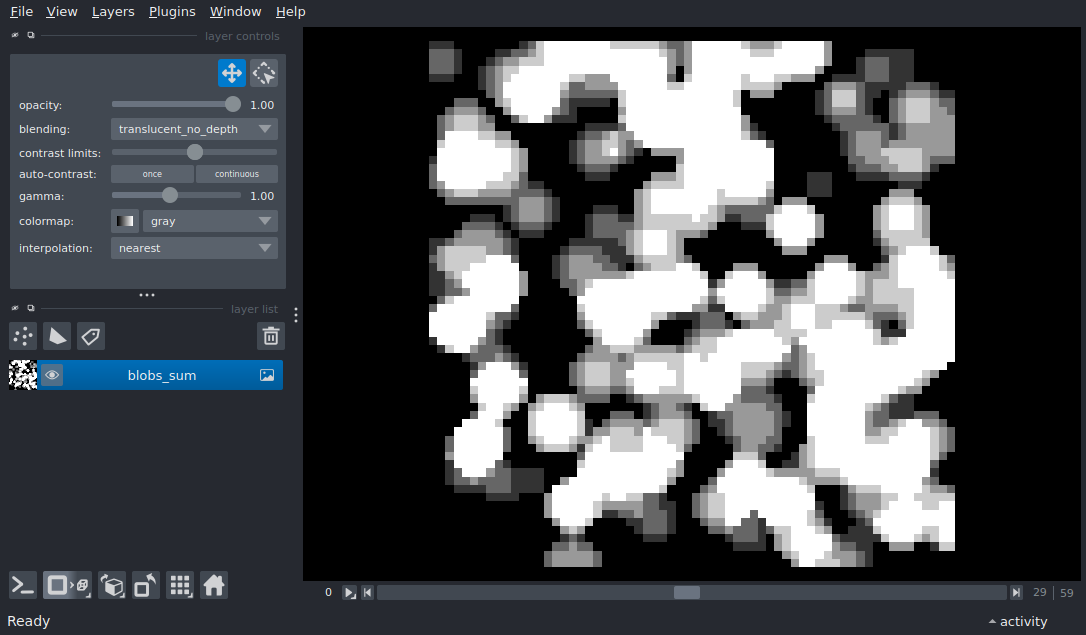 File View Layers Plugins Window Help
layer controls
opacity: 1.00
blending: translucent_no_depth
contrast limits:
auto-contrast: once continuous
gamma: 1.00
colormap: gray
interpolation: nearest
layer list
blobs_sum
0 29 59
Ready activity